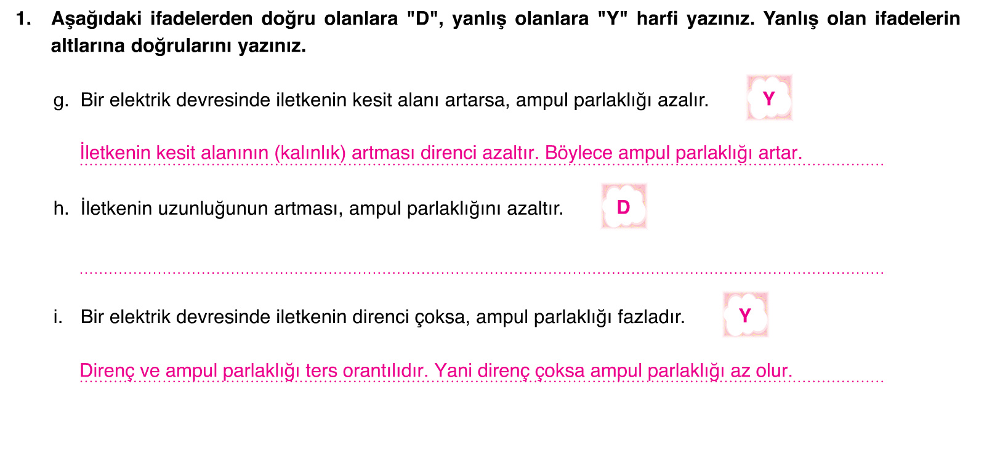 1. Aşağıdaki ifadelerden doğru olanlara "D", yanlış olanlara "Y" harfi yazınız. Yanlış olan ifadelerin
altlarına doğrularını yazınız.
g. Bir elektrik devresinde iletkenin kesit alanı artarsa, ampul parlaklığı azalır. Y
İletkenin kesit alanının (kalınlık) artması direnci azaltır. Böylece ampul parlaklığı artar.
h. İletkenin uzunluğunun artması, ampul parlaklığını azaltır. D
i. Bir elektrik devresinde iletkenin direnci çoksa, ampul parlaklığı fazladır. Y
Direnç ve ampul parlaklığı ters orantılıdır. Yani direnç çoksa ampul parlaklığı az olur.